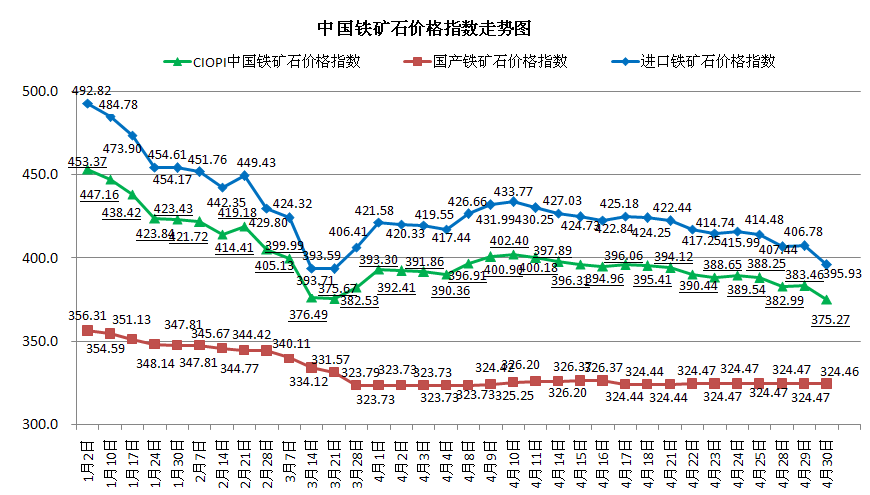 中国铁矿石价格指数走势图
CIOPI中国铁矿石价格指数 国产铁矿石价格指数 进口铁矿石价格指数
500.0
450.0
400.0
350.0
300.0
492.82 484.78 473.90 454.61 454.17 451.76 442.35 449.43 429.80 424.32 393.71 393.59 406.41 421.58 420.33 419.55 417.44 426.66 431.99 433.77 430.25 427.03 424.73 422.84 425.18 424.25 422.44 417.25 414.74 415.99 414.48 407.44 406.78 395.93
453.37 447.16 438.42 423.84 423.43 421.72 414.41 419.18 405.13 399.99 376.49 375.67 382.53 393.30 392.41 391.86 390.36 396.91 400.90 402.40 400.18 397.89 396.31 394.96 396.06 395.41 394.12 390.44 388.65 389.54 388.25 382.99 383.46 375.27
356.31 354.59 351.13 348.14 347.81 347.81 345.67 344.77 344.42 340.11 334.12 331.57 323.79 323.73 323.73 323.73 323.73 323.73 324.42 325.25 326.20 326.20 326.37 326.37 324.44 324.44 324.44 324.47 324.47 324.47 324.47 324.47 324.47 324.46
1月2日 1月10日 1月17日 1月24日 1月30日 2月7日 2月14日 2月21日 2月28日 3月7日 3月14日 3月21日 3月28日 4月1日 4月2日 4月3日 4月4日 4月8日 4月9日 4月10日 4月11日 4月14日 4月15日 4月16日 4月17日 4月18日 4月21日 4月22日 4月23日 4月24日 4月25日 4月28日 4月29日 4月30日